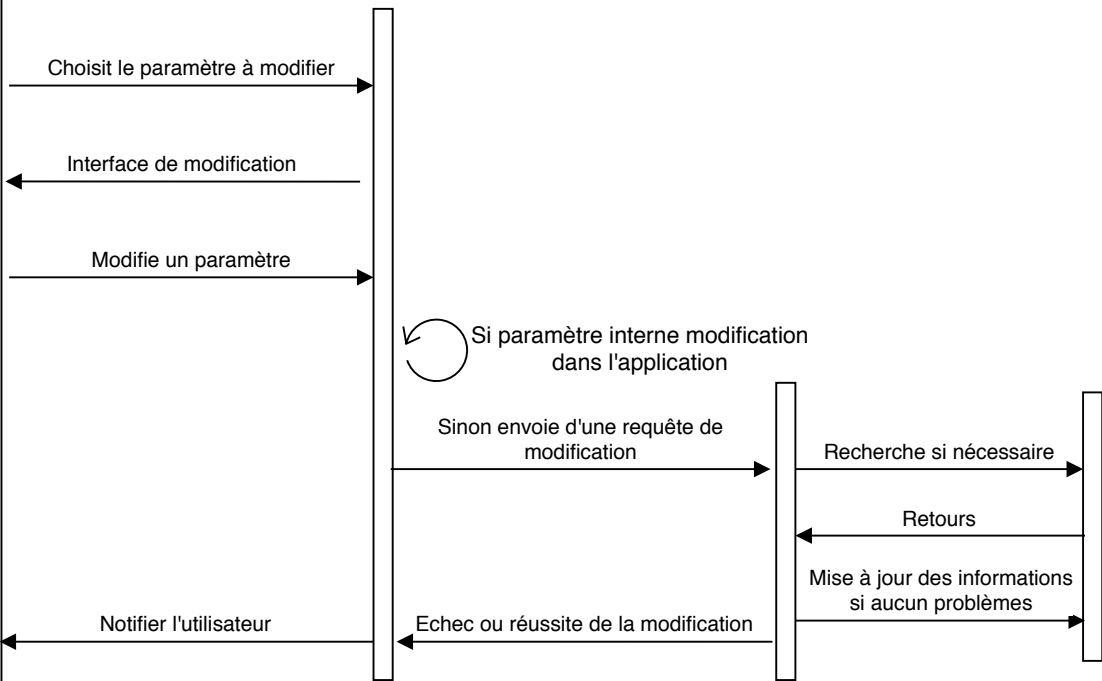 Choisit le paramètre à modifier
Interface de modification
Modifie un paramètre
Si paramètre interne modification
dans l'application
Sinon envoie d'une requête de
modification
Recherche si nécessaire
Retours
Mise à jour des informations
si aucun problèmes
Notifier l'utilisateur
Echec ou réussite de la modification